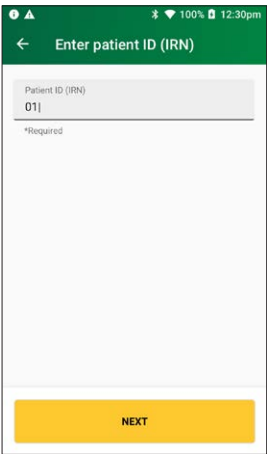 100% 12:30pm
Enter patient ID (IRN)
Patient ID (IRN)
01
*Required
NEXT